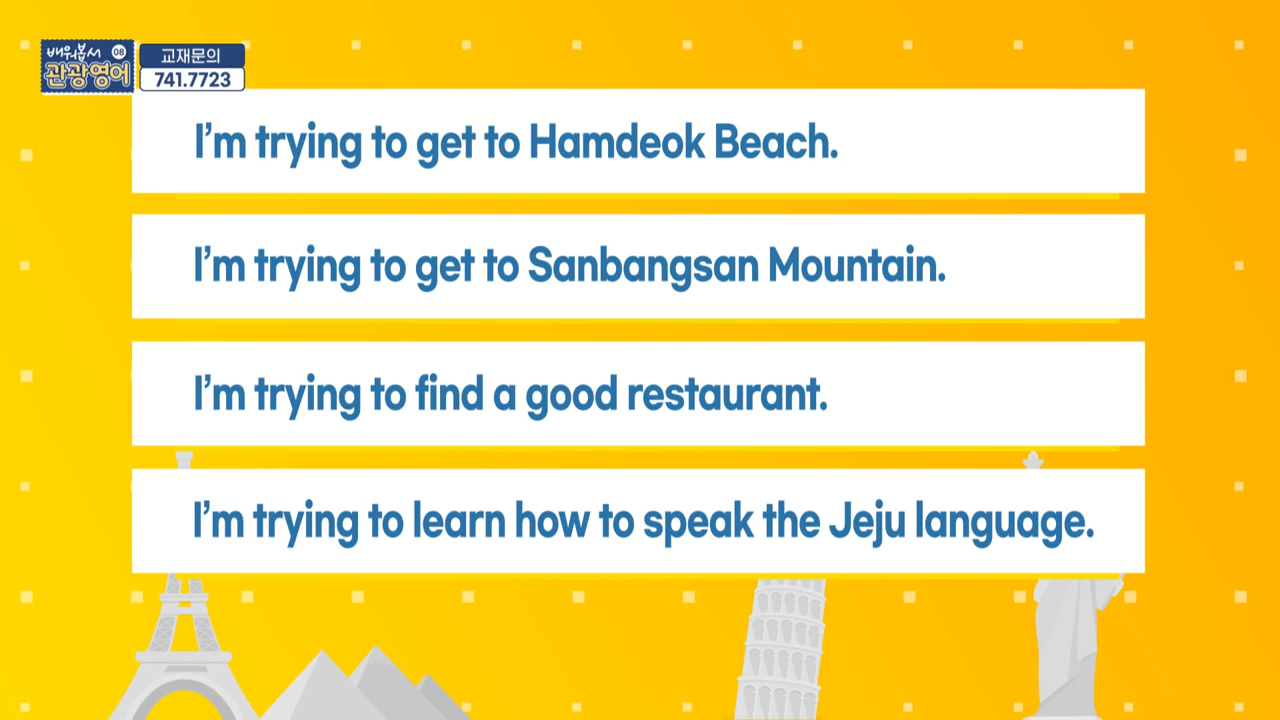 배워봅서 08
관광영어
교재문의
741.7723
I'm trying to get to Hamdeok Beach.
I'm trying to get to Sanbangsan Mountain.
I'm trying to find a good restaurant.
I'm trying to learn how to speak the Jeju language.